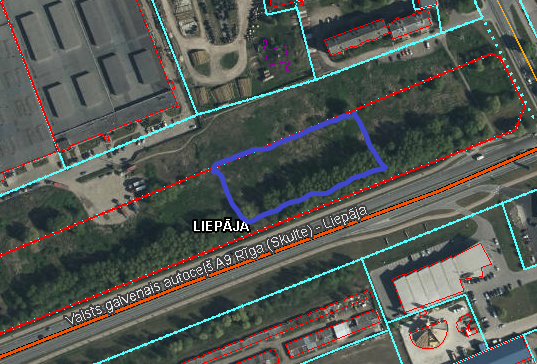 LIEPĀJA
Valsts galvenais autoceļš A9 Rīga (Skulte) - Liepāja